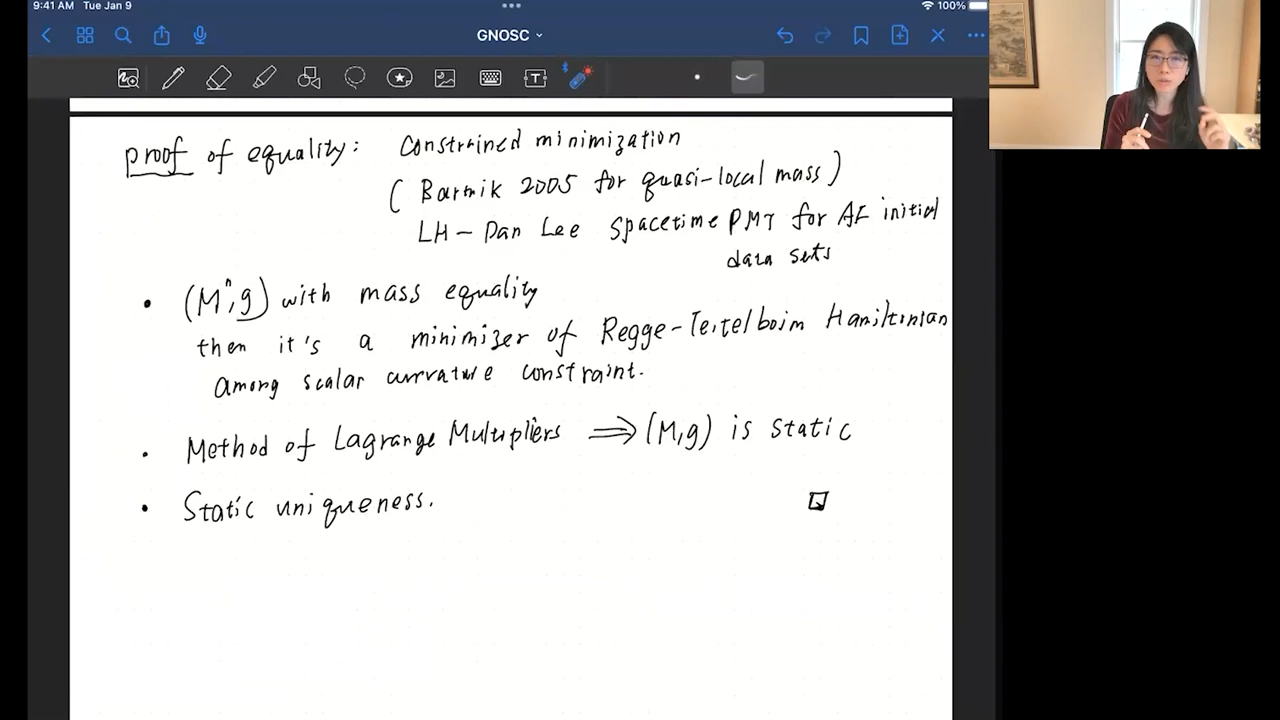 9:41 AM Tue Jan 9
100%
GNOSC
proof of equality: Constrained minimization
(Bartnik 2005 for quasi-local mass)
LH - Dan Lee spacetime PMT for AF initial
data sets
• (Mⁿ, g) with mass equality
then it's a minimizer of Regge-Teitelboim Hamiltonian
among scalar curvature constraint.
• Method of Lagrange Multipliers ⟹ (M, g) is static
• Static uniqueness.